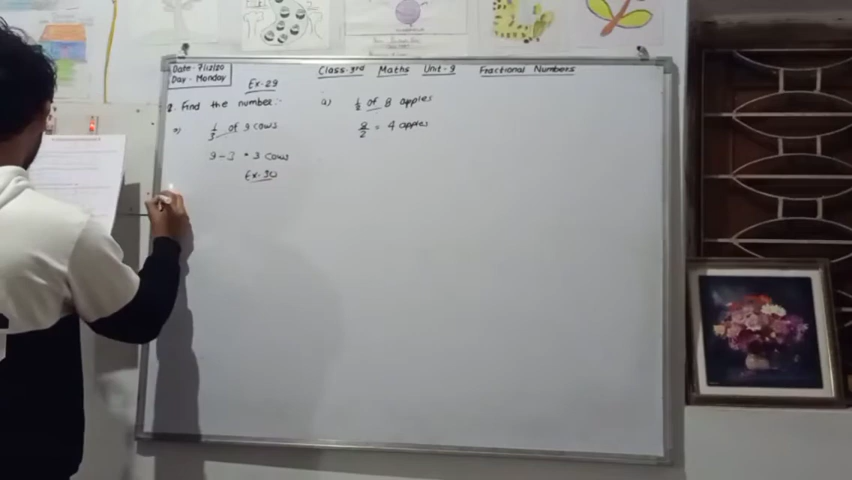 Date- 7/12/20
Day- Monday
Class-3rd Maths Unit-9 Fractional Numbers
Ex-29
2. Find the number:-
a) 1/3 of 9 cows
9 - 3 = 3 cows
Ex-30
a) 1/2 of 8 apples
8/2 = 4 apples